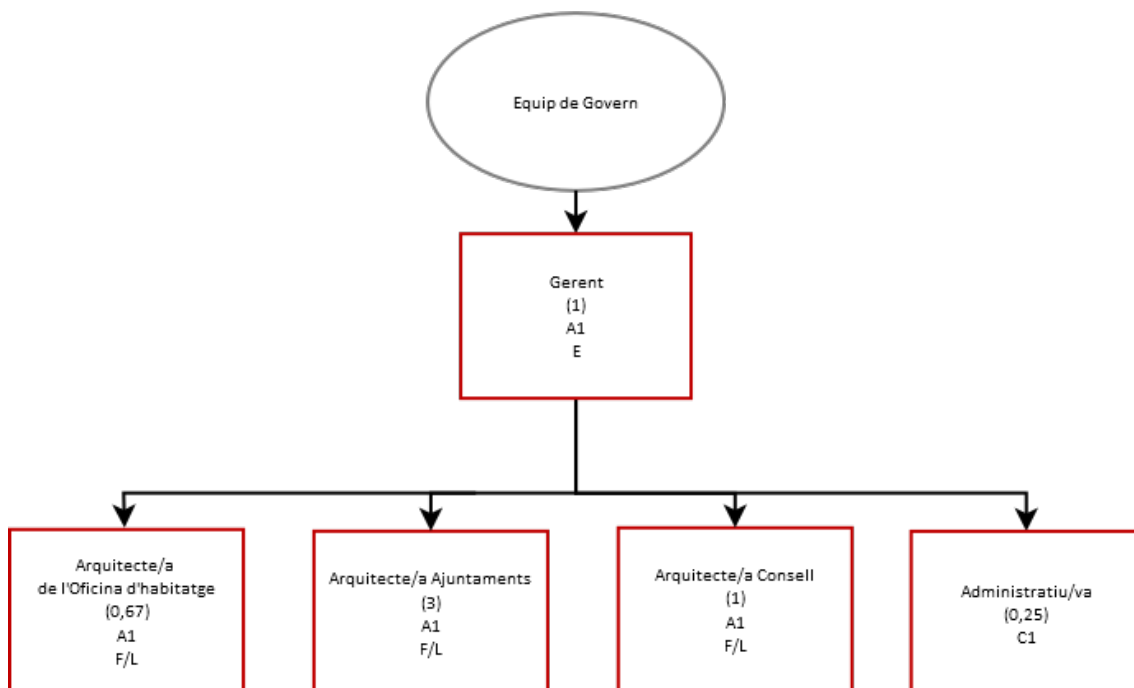 Equip de Govern
Gerent
(1)
A1
E
Arquitecte/a
de l'Oficina d'habitatge
(0,67)
A1
F/L
Arquitecte/a Ajuntaments
(3)
A1
F/L
Arquitecte/a Consell
(1)
A1
F/L
Administratiu/va
(0,25)
C1